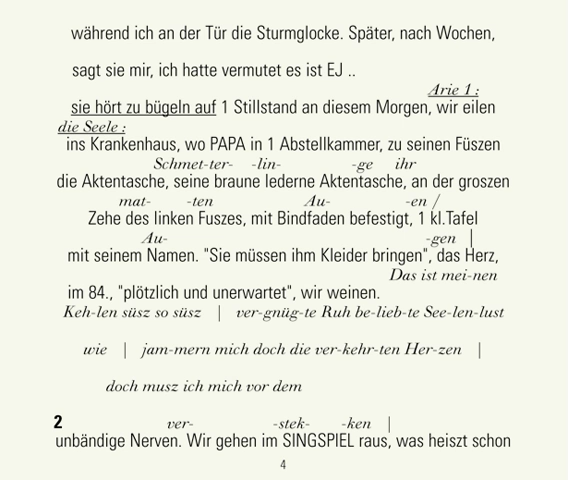 während ich an der Tür die Sturmglocke. Später, nach Wochen,
sagt sie mir, ich hatte vermutet es ist EJ ..
Arie 1 :
sie hört zu bügeln auf 1 Stillstand an diesem Morgen, wir eilen
die Seele :
ins Krankenhaus, wo PAPA in 1 Abstellkammer, zu seinen Füszen
Schmet-ter- -lin- -ge ihr
die Aktentasche, seine braune lederne Aktentasche, an der groszen
mat- -ten Au- -en /
Zehe des linken Fuszes, mit Bindfaden befestigt, 1 kl.Tafel
Au- -gen |
mit seinem Namen. "Sie müssen ihm Kleider bringen", das Herz,
Das ist mei-nen
im 84., "plötzlich und unerwartet", wir weinen.
Keh-len süsz so süsz | ver-gnüg-te Ruh be-lieb-te See-len-lust
wie | jam-mern mich doch die ver-kehr-ten Her-zen |
doch musz ich mich vor dem
2 ver- -stek- -ken |
unbändige Nerven. Wir gehen im SINGSPIEL raus, was heiszt schon
4